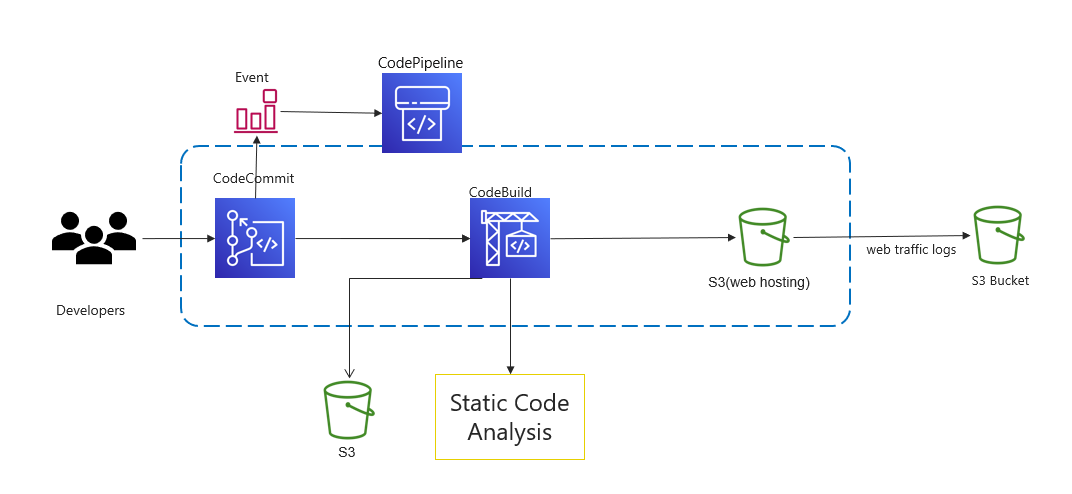 CodePipeline
Event
CodeCommit
CodeBuild
web traffic logs
S3(web hosting)
S3 Bucket
Developers
Static Code
Analysis
S3